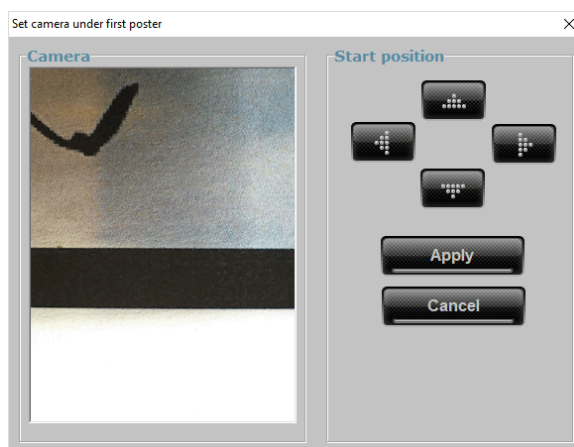 Set camera under first poster
Camera
Start position
Apply
Cancel